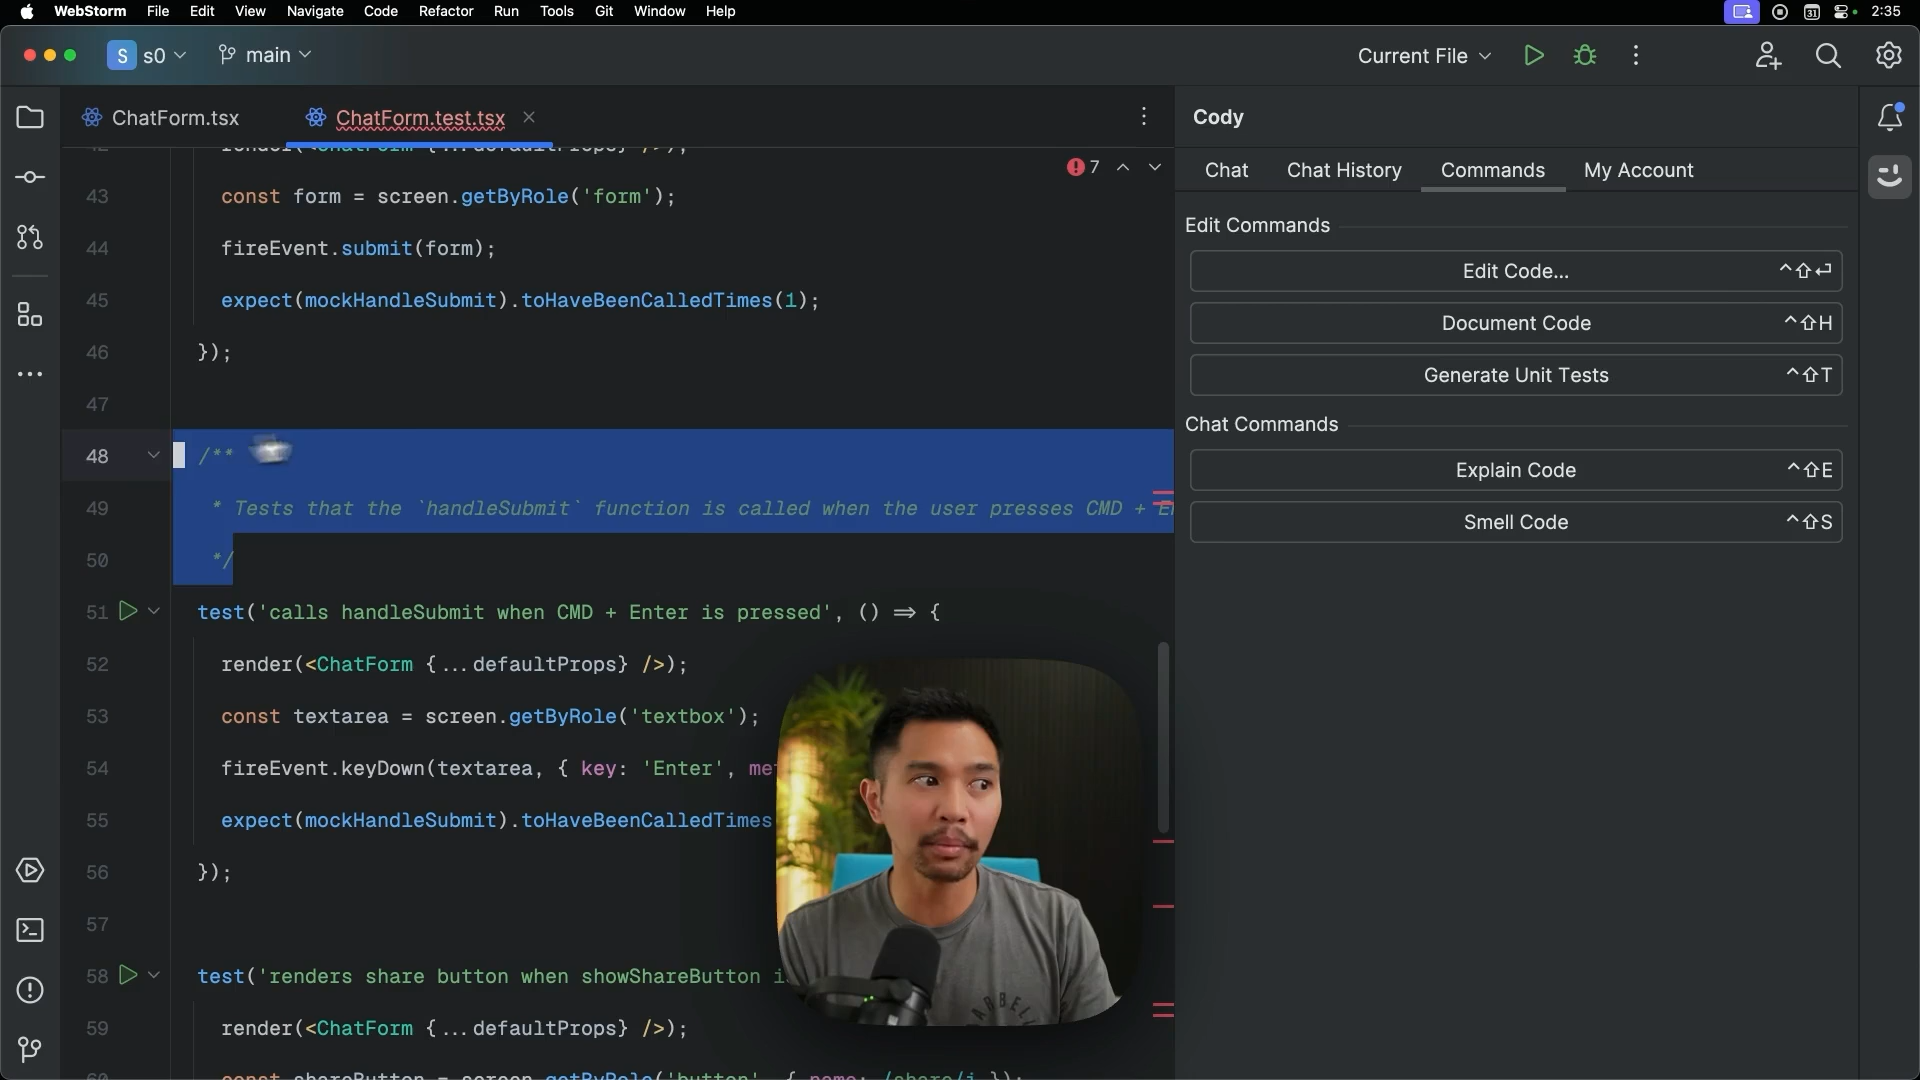 WebStorm File Edit View Navigate Code Refactor Run Tools Git Window Help 31 2:35
S s0 main Current File
ChatForm.tsx ChatForm.test.tsx
7
43 const form = screen.getByRole('form');
44 fireEvent.submit(form);
45 expect(mockHandleSubmit).toHaveBeenCalledTimes(1);
46 });
47
48 /**
49 * Tests that the `handleSubmit` function is called when the user presses CMD +
50 */
51 test('calls handleSubmit when CMD + Enter is pressed', () => {
52 render(<ChatForm {...defaultProps} />);
53 const textarea = screen.getByRole('textbox');
54 fireEvent.keyDown(textarea, { key: 'Enter',
55 expect(mockHandleSubmit).toHaveBeenCalledTimes
56 });
57
58 test('renders share button when showShareButton
59 render(<ChatForm {...defaultProps} />);
Cody
Chat Chat History Commands My Account
Edit Commands
Edit Code... ^⇧⏎
Document Code ^⇧H
Generate Unit Tests ^⇧T
Chat Commands
Explain Code ^⇧E
Smell Code ^⇧S